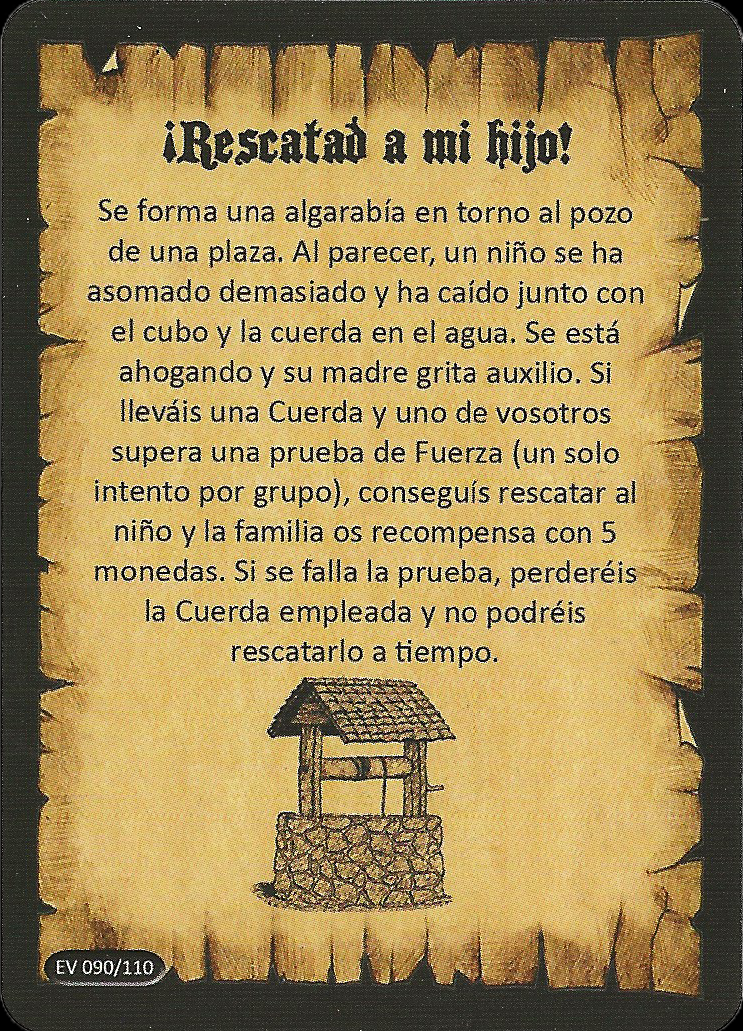 ¡Rescatad a mi hijo!
Se forma una algarabía en torno al pozo
de una plaza. Al parecer, un niño se ha
asomado demasiado y ha caído junto con
el cubo y la cuerda en el agua. Se está
ahogando y su madre grita auxilio. Si
lleváis una Cuerda y uno de vosotros
supera una prueba de Fuerza (un solo
intento por grupo), conseguís rescatar al
niño y la familia os recompensa con 5
monedas. Si se falla la prueba, perderéis
la Cuerda empleada y no podréis
rescatarlo a tiempo.
EV 090/110